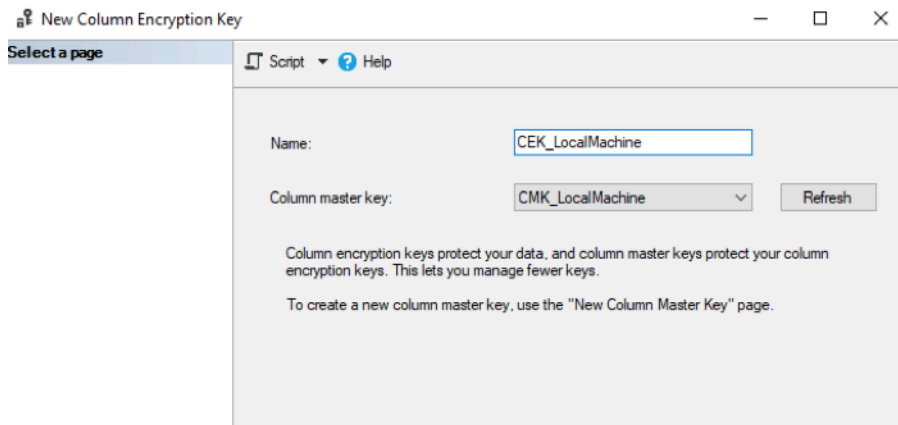 New Column Encryption Key
Select a page
Script Help
Name: CEK_LocalMachine
Column master key: CMK_LocalMachine Refresh
Column encryption keys protect your data, and column master keys protect your column
encryption keys. This lets you manage fewer keys.
To create a new column master key, use the "New Column Master Key" page.